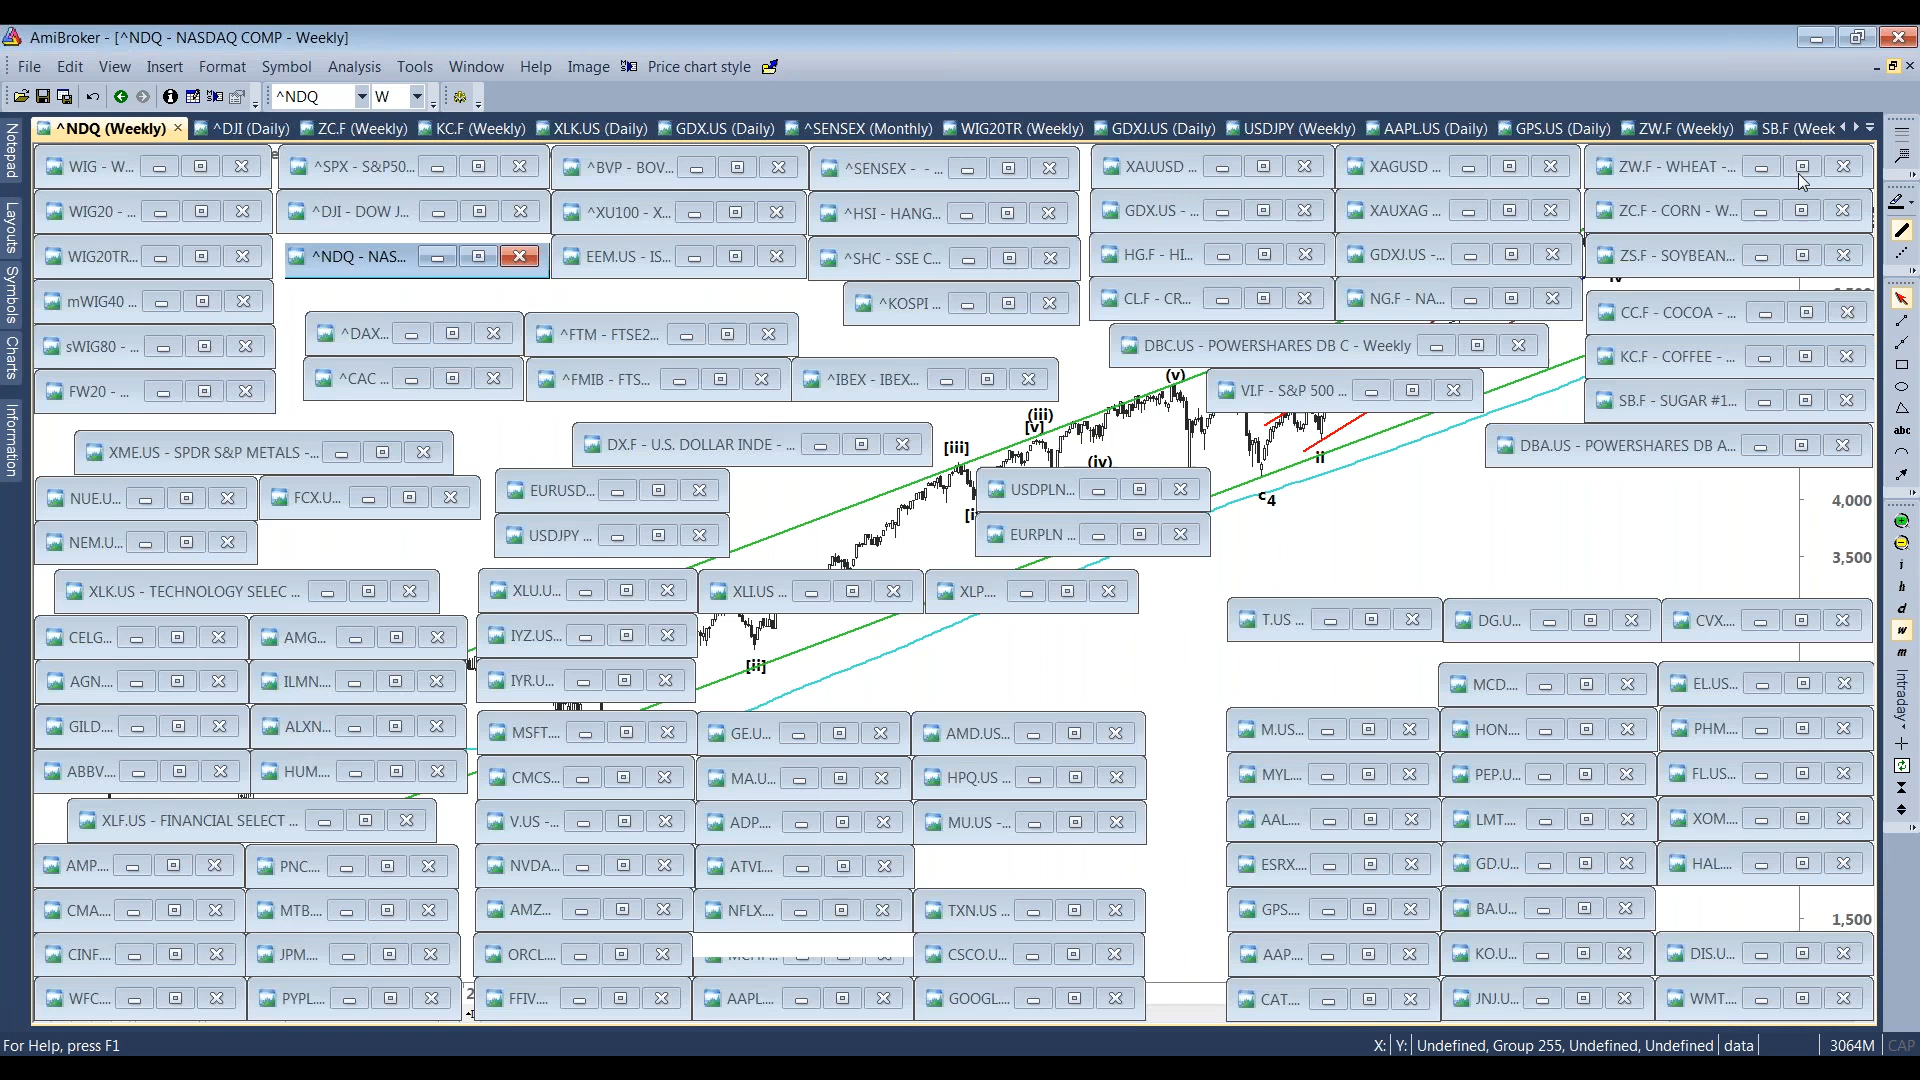 AmiBroker - [^NDQ - NASDAQ COMP - Weekly]
File Edit View Insert Format Symbol Analysis Tools Window Help Image Price chart style
^NDQ W
^NDQ (Weekly) ^DJI (Daily) ZC.F (Weekly) KC.F (Weekly) XLK.US (Daily) GDX.US (Daily) ^SENSEX (Monthly) WIG20TR (Weekly) GDXJ.US (Daily) USDJPY (Weekly) AAPL.US (Daily) GPS.US (Daily) ZW.F (Weekly) SB.F (Week
Notepad
Layouts
Symbols
Charts
Information
WIG - W... ^SPX - S&P50... ^BVP - BOV... ^SENSEX - - ... XAUUSD ... XAGUSD ... ZW.F - WHEAT -...
WIG20 - ... ^DJI - DOW J... ^XU100 - X... ^HSI - HANG... GDX.US - ... XAUXAG ... ZC.F - CORN - W...
WIG20TR... ^NDQ - NAS... EEM.US - IS... ^SHC - SSE C... HG.F - HI... GDXJ.US -... ZS.F - SOYBEAN...
mWIG40 ... ^KOSPI ... CL.F - CR... NG.F - NA... CC.F - COCOA - ...
sWIG80 - ... ^DAX... ^FTM - FTSE2... DBC.US - POWERSHARES DB C - Weekly KC.F - COFFEE - ...
FW20 - ... ^CAC ... ^FMIB - FTS... ^IBEX - IBEX... (v) VI.F - S&P 500 ... SB.F - SUGAR #1...
XME.US - SPDR S&P METALS -... DX.F - U.S. DOLLAR INDE - ... [iii] (iii) [v] (iv) ii DBA.US - POWERSHARES DB A...
NUE.U... FCX.U... EURUSD... USDPLN... c 4 4,000
NEM.U... USDJPY ... EURPLN ... 3,500
XLK.US - TECHNOLOGY SELEC ... XLU.U... XLI.US ... XLP....
CELG... AMG... IYZ.US... T.US ... DG.U... CVX....
AGN... ILMN... IYR.U... [ii] MCD.... EL.US...
GILD... ALXN... MSFT.... GE.U... AMD.US... M.US... HON.... PHM....
ABBV... HUM... CMCS... MA.U... HPQ.US ... MYL... PEP.U... FL.US...
XLF.US - FINANCIAL SELECT ... V.US -... ADP.... MU.US -... AAL... LMT.... XOM....
AMP.... PNC.... NVDA... ATVI... ESRX... GD.U... HAL...
CMA... MTB.... AMZ... NFLX... TXN.US ... GPS.... BA.U... 1,500
CINF.... JPM.... ORCL... CSCO.U... AAP.... KO.U... DIS.U...
WFC... PYPL... FFIV... AAPL... GOOGL... CAT.... JNJ.U... WMT....
abc
i
h
d
w
m
Intraday
For Help, press F1 X: Y: Undefined, Group 255, Undefined, Undefined data 3064M CAP